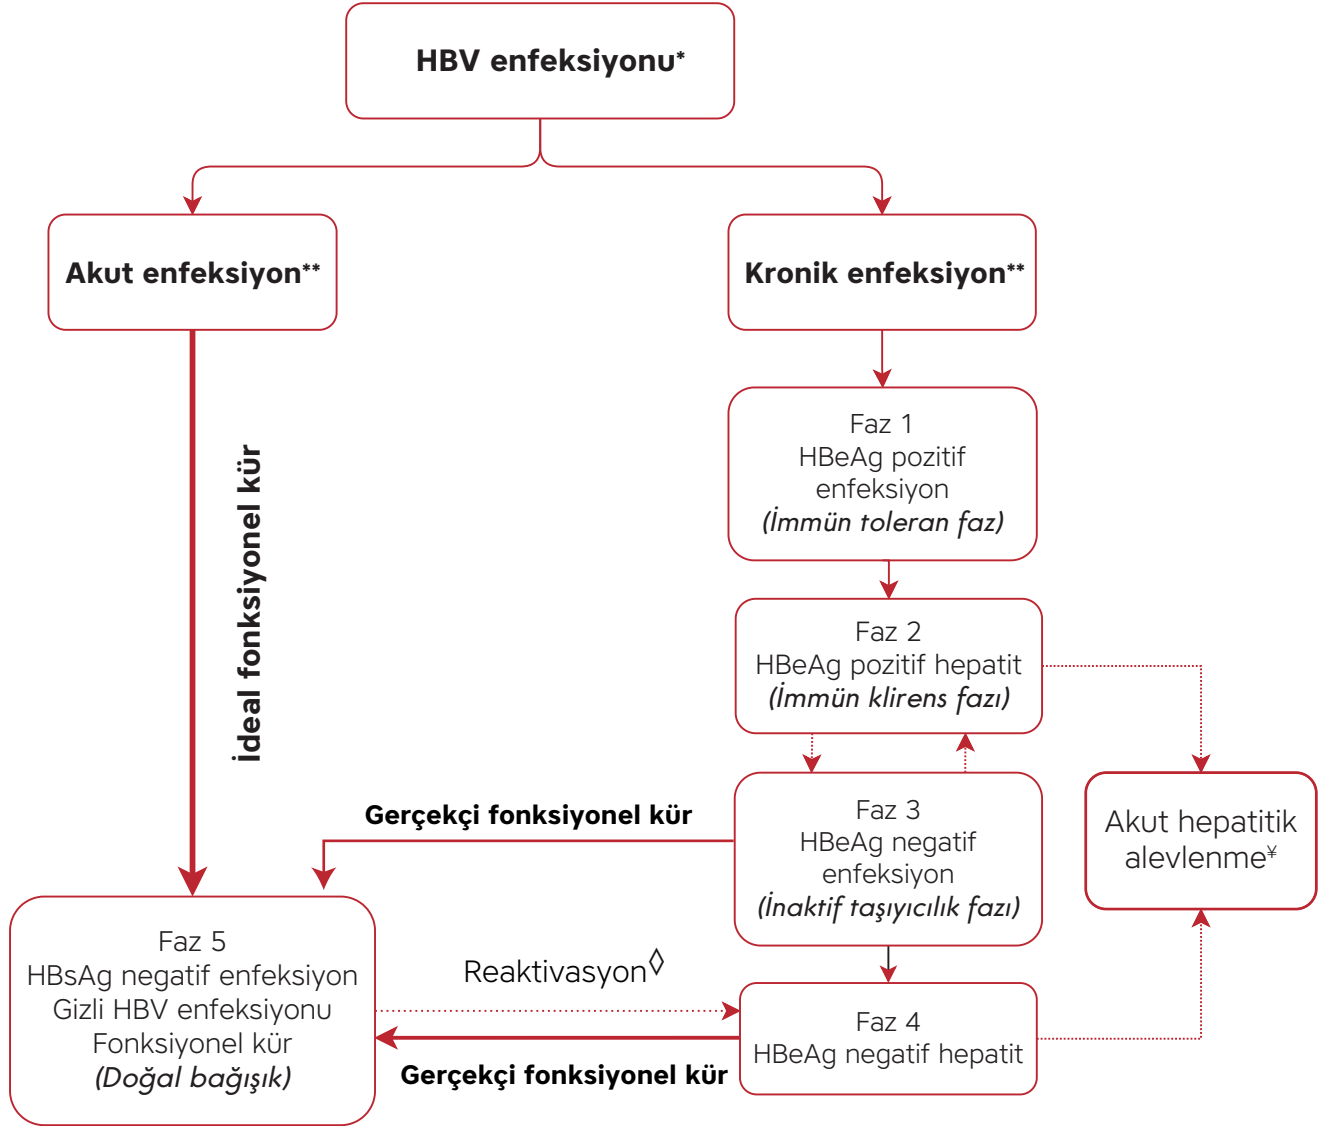 HBV enfeksiyonu*
Akut enfeksiyon**
Kronik enfeksiyon**
İdeal fonksiyonel kür
Faz 1
HBeAg pozitif
enfeksiyon
(İmmün toleran faz)
Faz 2
HBeAg pozitif hepatit
(İmmün klirens fazı)
Gerçekçi fonksiyonel kür
Faz 3
HBeAg negatif
enfeksiyon
(İnaktif taşıyıcılık fazı)
Akut hepatitik
alevlenme¥
Faz 5
HBsAg negatif enfeksiyon
Gizli HBV enfeksiyonu
Fonksiyonel kür
(Doğal bağışık)
Reaktivasyon◊
Faz 4
HBeAg negatif hepatit
Gerçekçi fonksiyonel kür